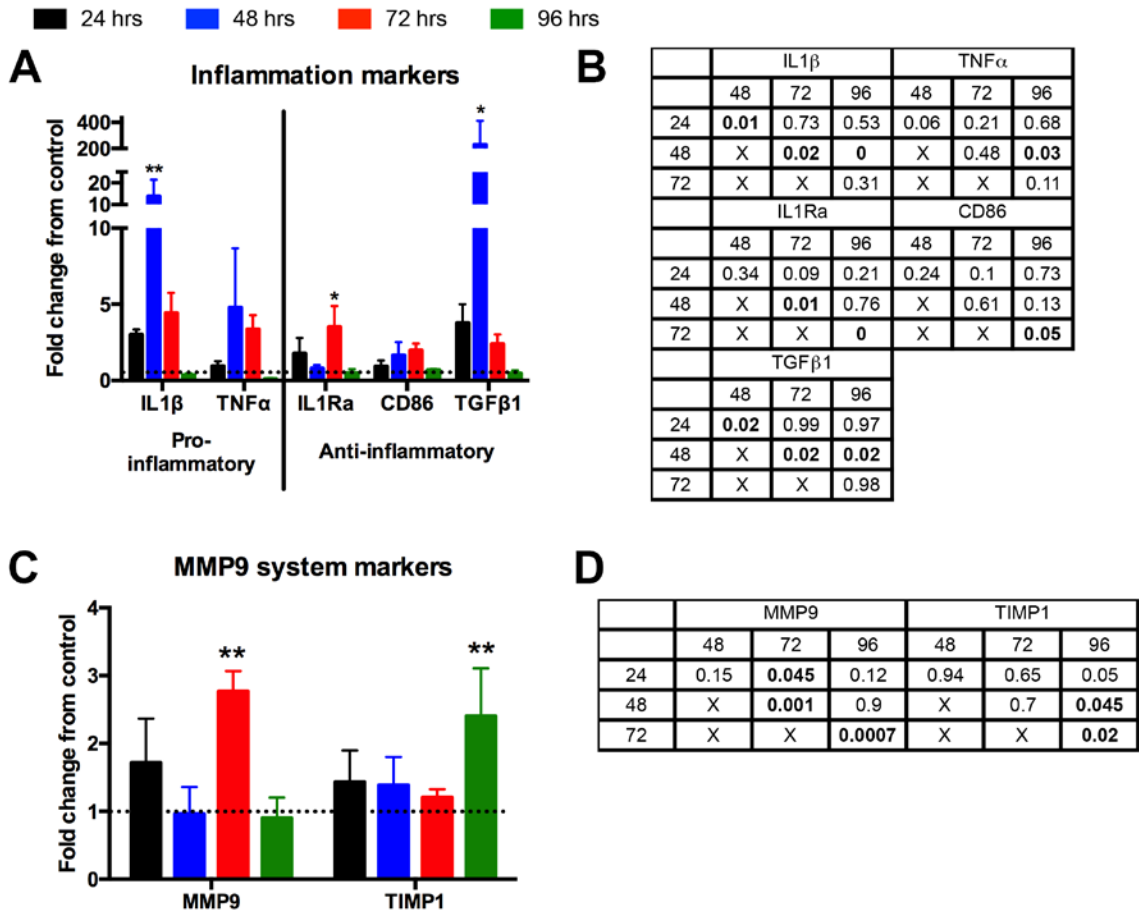 24 hrs 48 hrs 72 hrs 96 hrs
A
Inflammation markers
Fold change from control
400
200
20
10
10
5
0
**
*
*
IL1β TNFα IL1Ra CD86 TGFβ1
Pro-
inflammatory
Anti-inflammatory
B
IL1β TNFα
48 72 96 48 72 96
24 0.01 0.73 0.53 0.06 0.21 0.68
48 X 0.02 0 X 0.48 0.03
72 X X 0.31 X X 0.11
IL1Ra CD86
48 72 96 48 72 96
24 0.34 0.09 0.21 0.24 0.1 0.73
48 X 0.01 0.76 X 0.61 0.13
72 X X 0 X X 0.05
TGFβ1
48 72 96
24 0.02 0.99 0.97
48 X 0.02 0.02
72 X X 0.98
C
MMP9 system markers
Fold change from control
4
3
2
1
0
**
**
MMP9 TIMP1
D
MMP9 TIMP1
48 72 96 48 72 96
24 0.15 0.045 0.12 0.94 0.65 0.05
48 X 0.001 0.9 X 0.7 0.045
72 X X 0.0007 X X 0.02